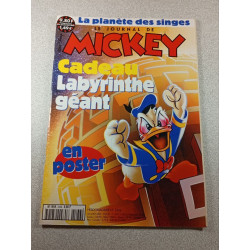 La planète des singes
LE JOURNAL DE
MICKEY
Cadeau
Labyrinthe
géant
en
poster